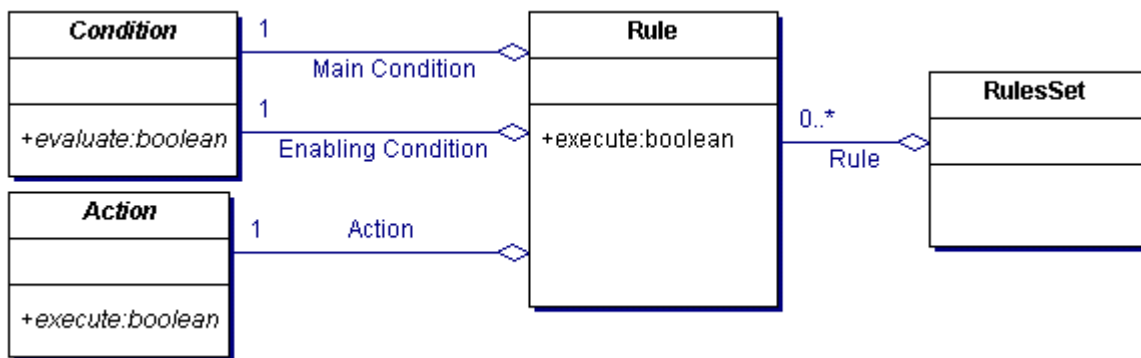 Condition
+evaluate:boolean
1
Main Condition
1
Enabling Condition
Action
+execute:boolean
1
Action
Rule
+execute:boolean
0..*
Rule
RulesSet